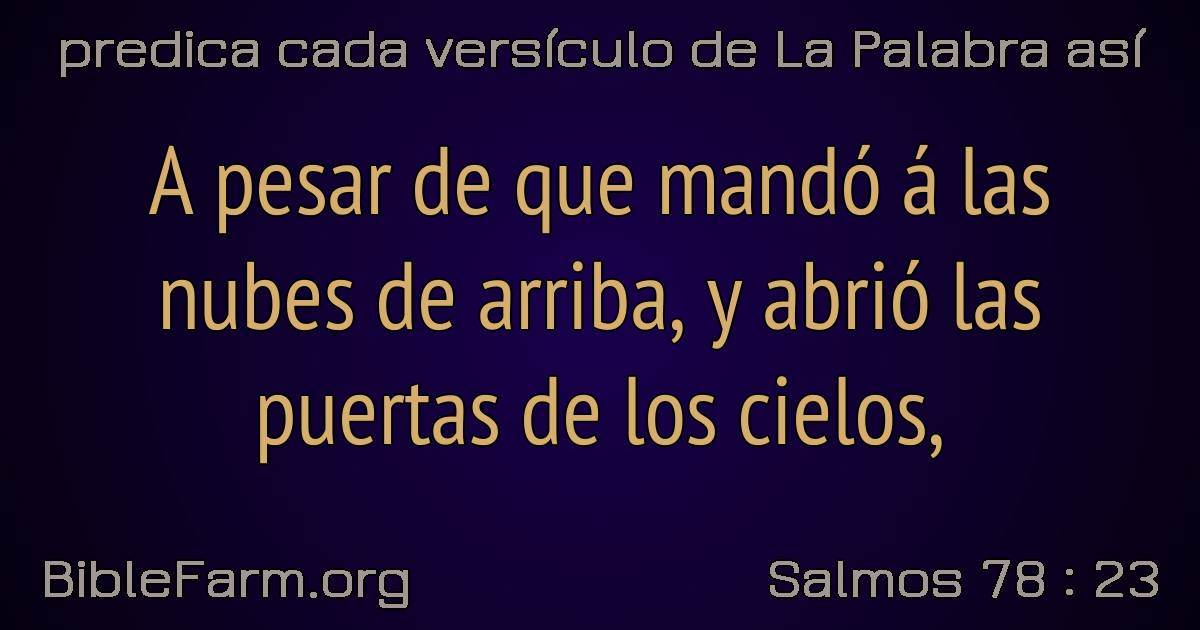 predica cada versículo de La Palabra así
A pesar de que mandó á las
nubes de arriba, y abrió las
puertas de los cielos,
BibleFarm.org
Salmos 78 : 23